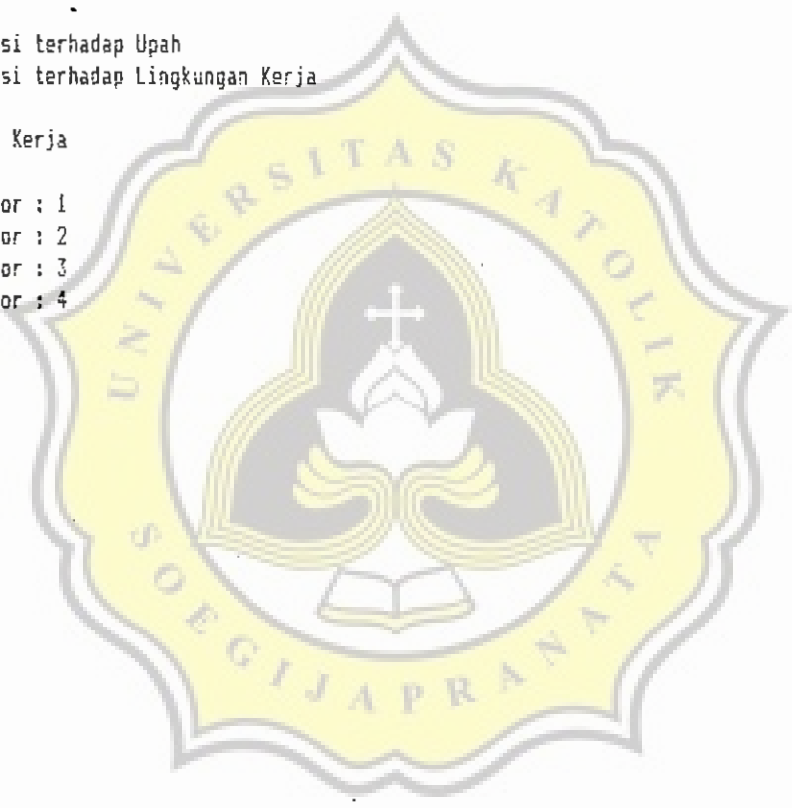 si terhadap Upah
si terhadap Lingkungan Kerja
Kerja
or : 1
or : 2
or : 3
or : 4
UNIVERSITAS KATOLIK
SOEGIJAPRANATA